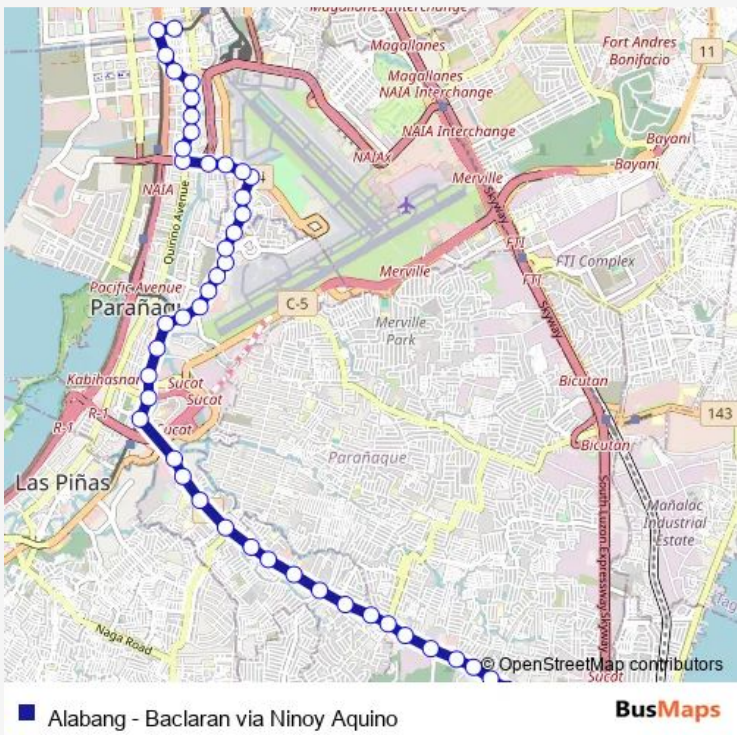 Magallanes Interchange
Magallanes
Fort Andres
Bonifacio
11
Magallanes
NAIA Interchange
NAIA Interchange
Bayani
Bayani
NAIAX
Merville
NAIA
Skyway
Quirino Avenue
FTI
FTI Complex
Merville
FTI
Pacific Avenue
C-5
Skyway
Merville
Park
Kabihasnan
Sucat
Bicutan
Sucat
R-1
143
R-1
Sucat
Bicutan
Parañaque
Las Piñas
South Luzon Expressway
Skyway
Mañalac
Industrial
Estate
Naga Road
© OpenStreetMap contributors
Sucat
Alabang - Baclaran via Ninoy Aquino
BusMaps